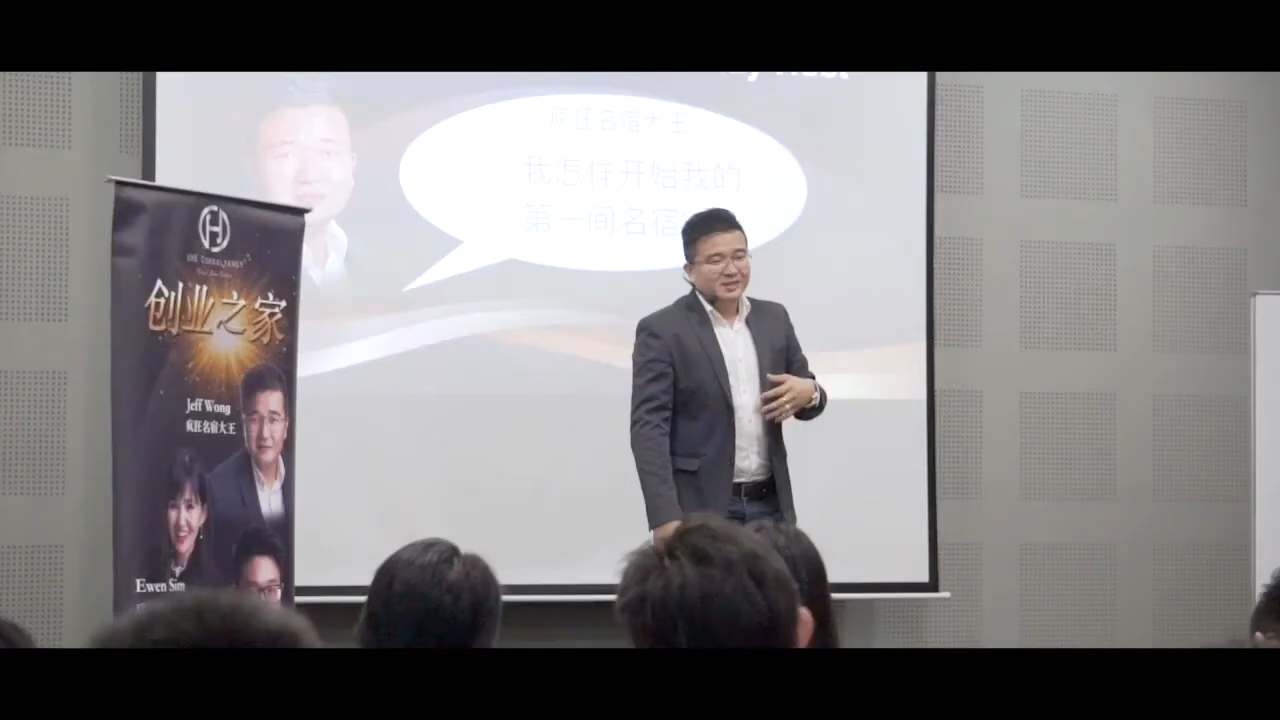 疯狂名宿大王
我怎样开始我的
第一间名宿
H
CONSULTANCY
创业之家
Jeff Wong
疯狂名宿大王
Ewen Sim